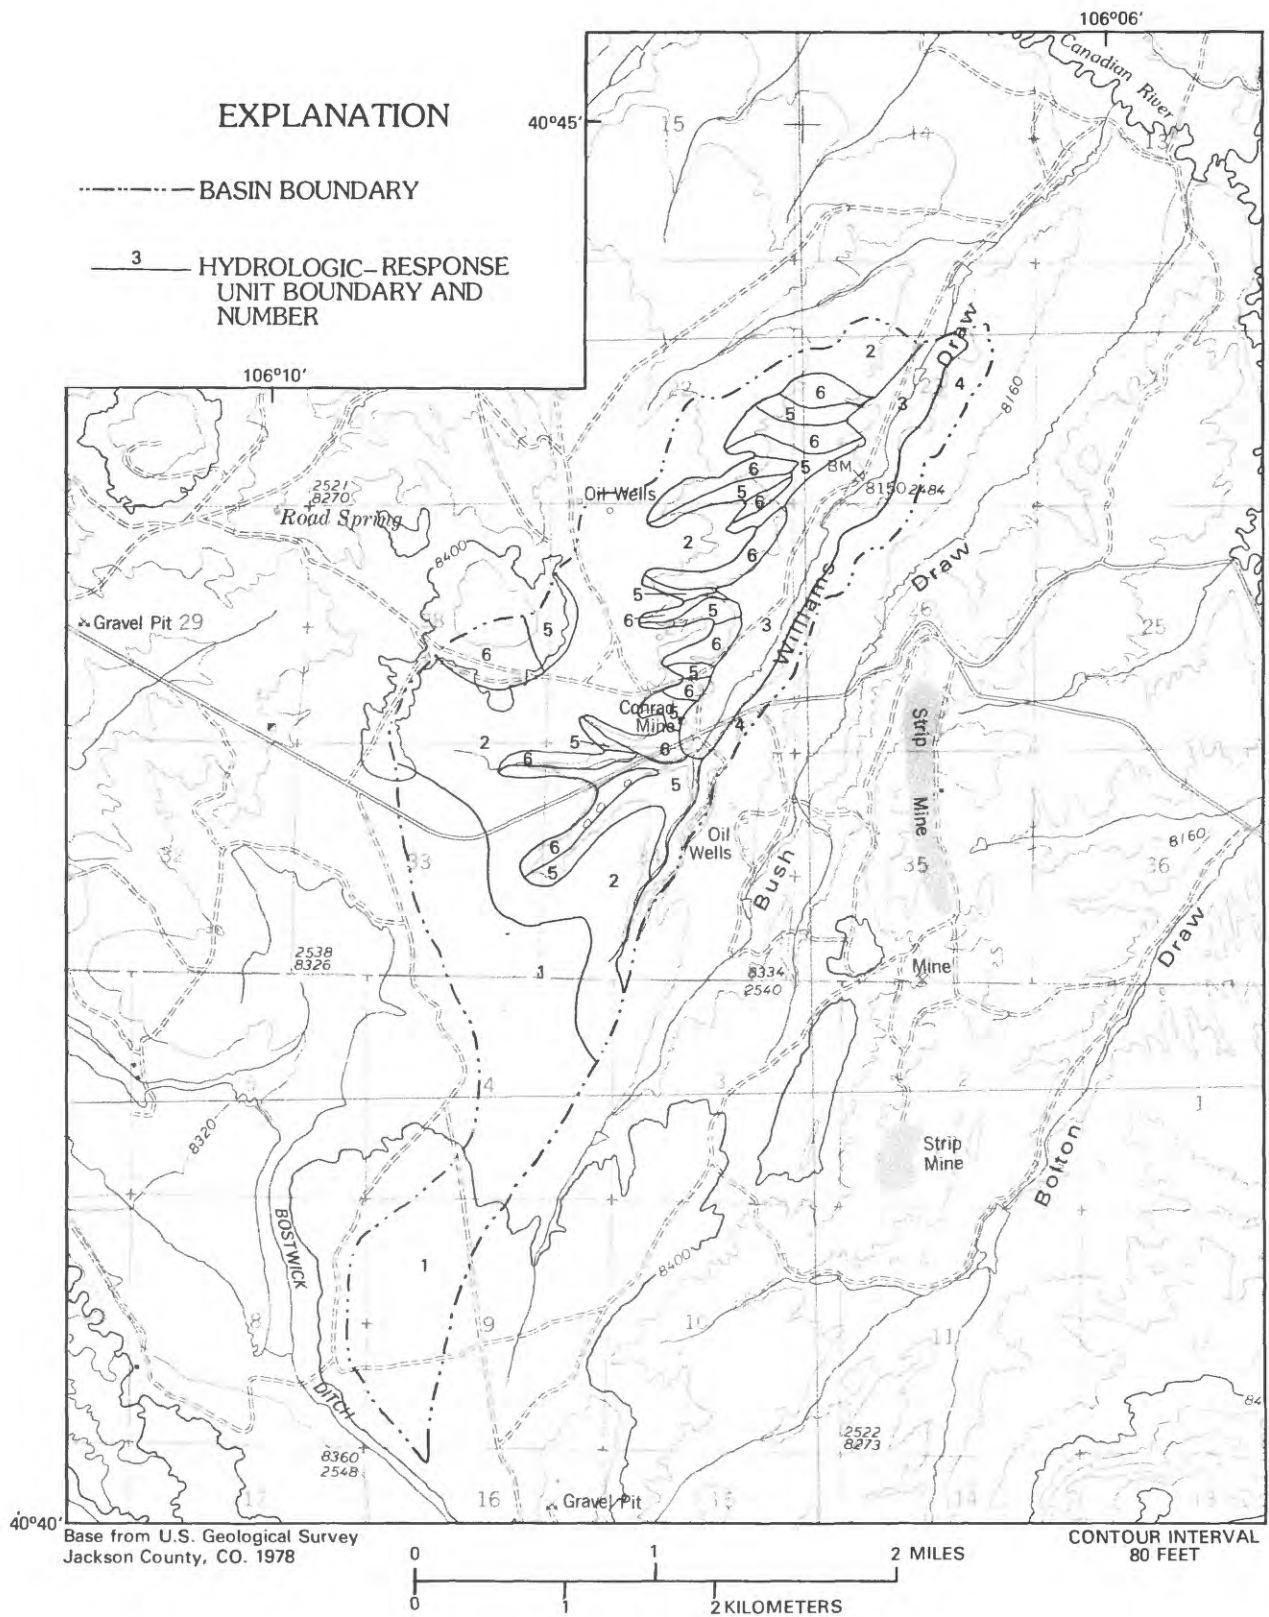 106°06'
Canadian River
EXPLANATION
40°45'
15
14
13
BASIN BOUNDARY
3
HYDROLOGIC–RESPONSE
UNIT BOUNDARY AND
NUMBER
106°10'
2
Draw
4
6
3
8160
5
6
6
5
BM
Oil Wells
5
6
8150 2484
2521
8270
Road Spring
2
6
8400
Draw
5
5
Williams
Gravel Pit 29
5
6
3
26
25
6
6
5
6
Conrad
Mine
5
4
Strip
Mine
2
5
6
6
5
Oil
Wells
8160
32
33
6
5
2
Bush
35
36
Draw
2538
8326
1
8334
2540
Mine
4
3
2
1
8320
Strip
Mine
Bolton
BOSTWICK
1
8400
8
9
10
11
DITCH
2522
8273
84
8360
2548
17
16
Gravel Pit
15
14
13
40°40'
Base from U.S. Geological Survey
Jackson County, CO. 1978
CONTOUR INTERVAL
80 FEET
0 1 2 MILES
0 1 2 KILOMETERS